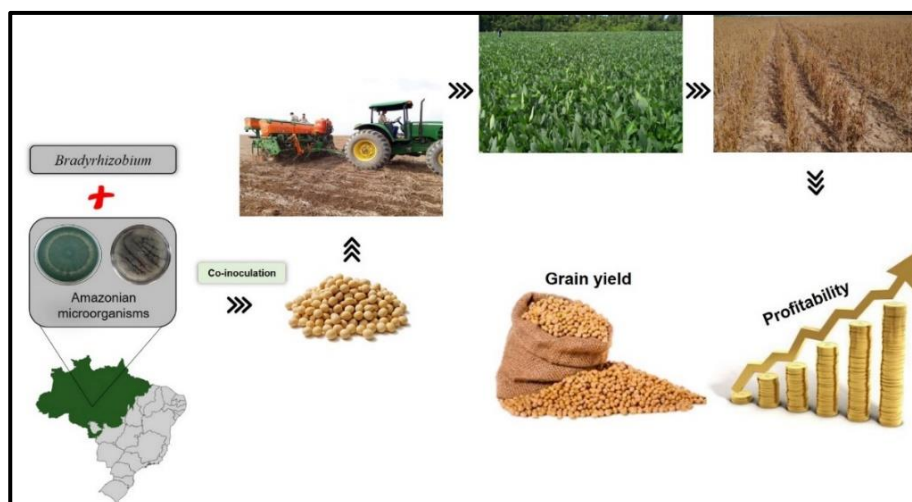 Bradyrhizobium
Amazonian
microorganisms
Co-inoculation
Grain yield
Profitability